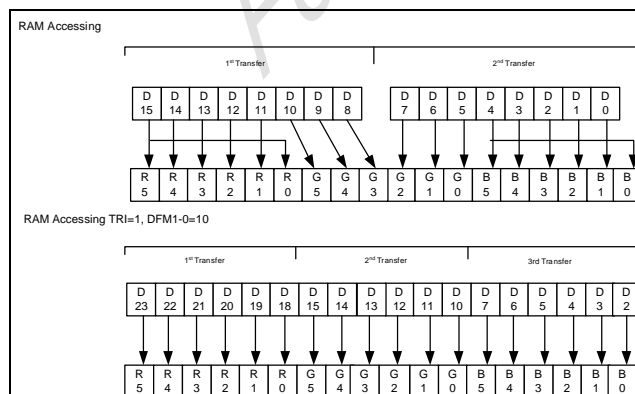 RAM Accessing
1st Transfer 2nd Transfer
D D D D D D D D D D D D D D D D
15 14 13 12 11 10 9 8 7 6 5 4 3 2 1 0
R R R R R R G G G G G G B B B B B B
5 4 3 2 1 0 5 4 3 2 1 0 5 4 3 2 1 0
RAM Accessing TRI=1, DFM1-0=10
1st Transfer 2nd Transfer 3rd Transfer
D D D D D D D D D D D D D D D D D D
23 22 21 20 19 18 15 14 13 12 11 10 7 6 5 4 3 2
R R R R R R G G G G G G B B B B B B
5 4 3 2 1 0 5 4 3 2 1 0 5 4 3 2 1 0